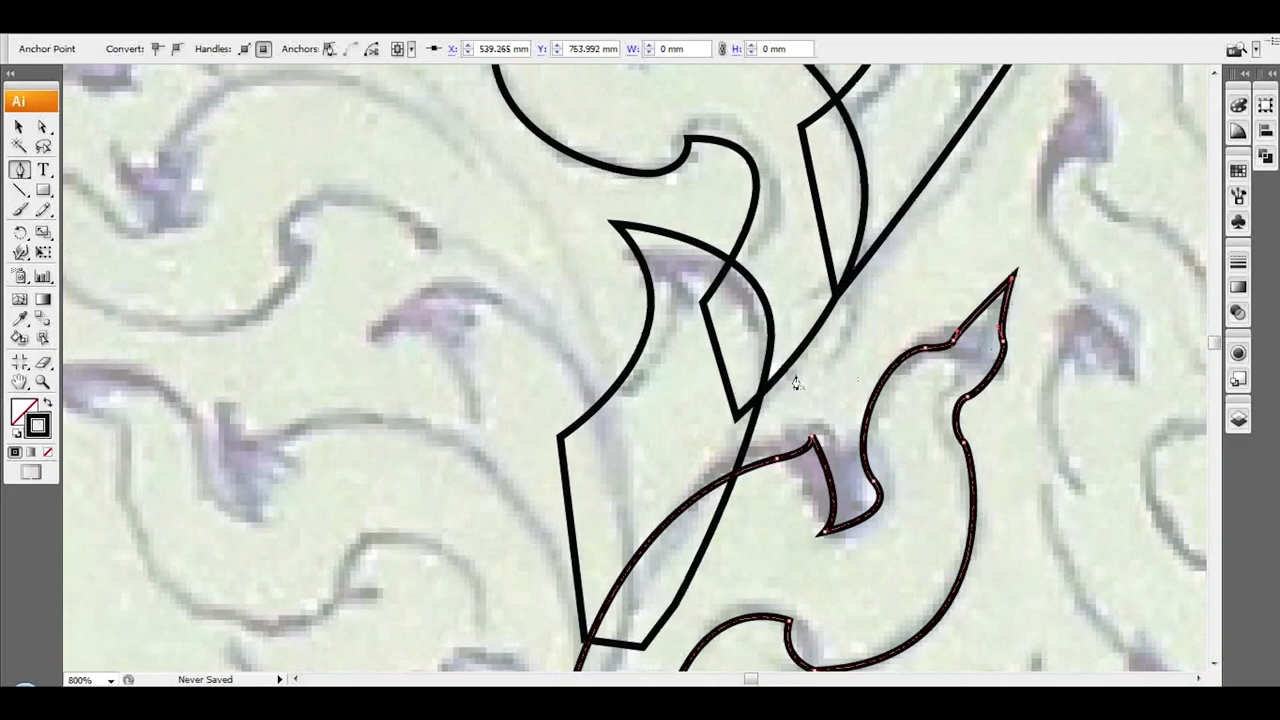 Anchor Point Convert: Handles: Anchors: X: 539.265 mm Y: 763.992 mm W: 0 mm H: 0 mm
Ai
T
800% Never Saved